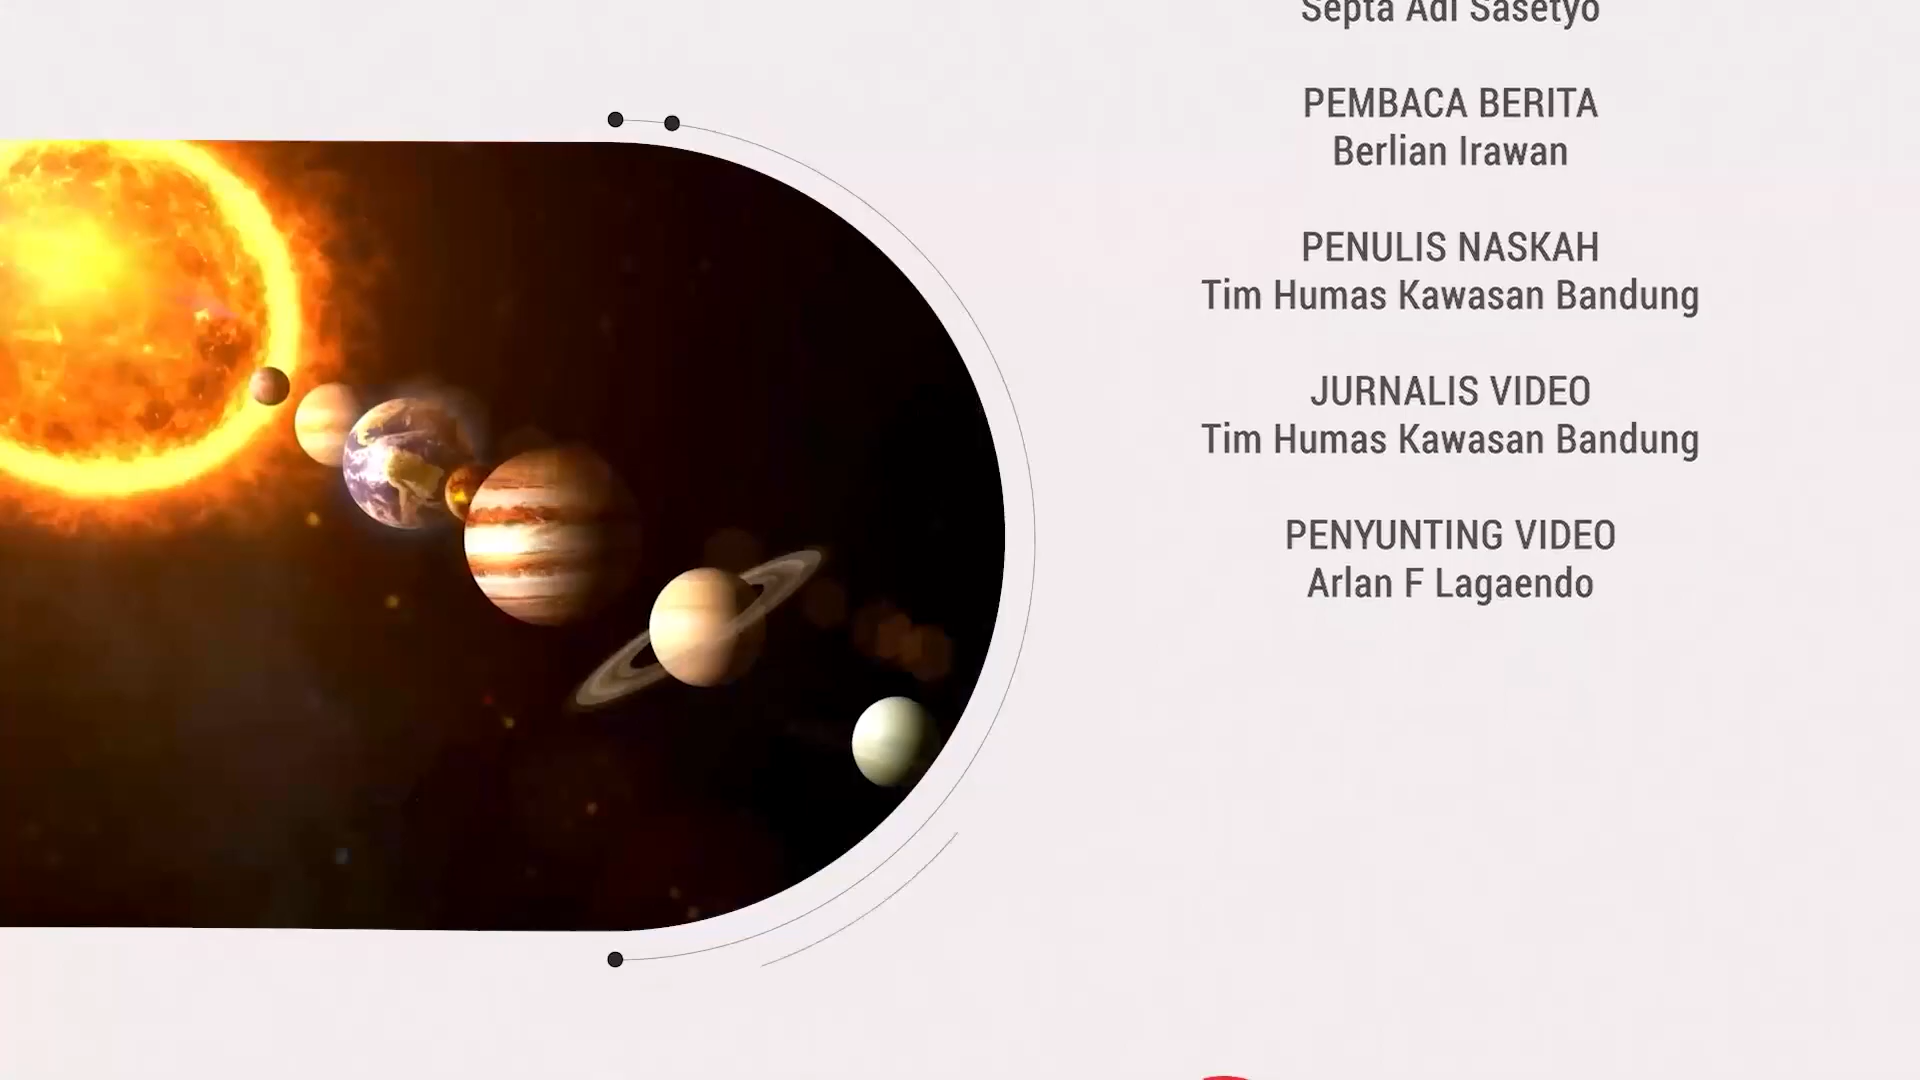 Septa Adi Sasetyo
PEMBACA BERITA
Berlian Irawan
PENULIS NASKAH
Tim Humas Kawasan Bandung
JURNALIS VIDEO
Tim Humas Kawasan Bandung
PENYUNTING VIDEO
Arlan F Lagaendo